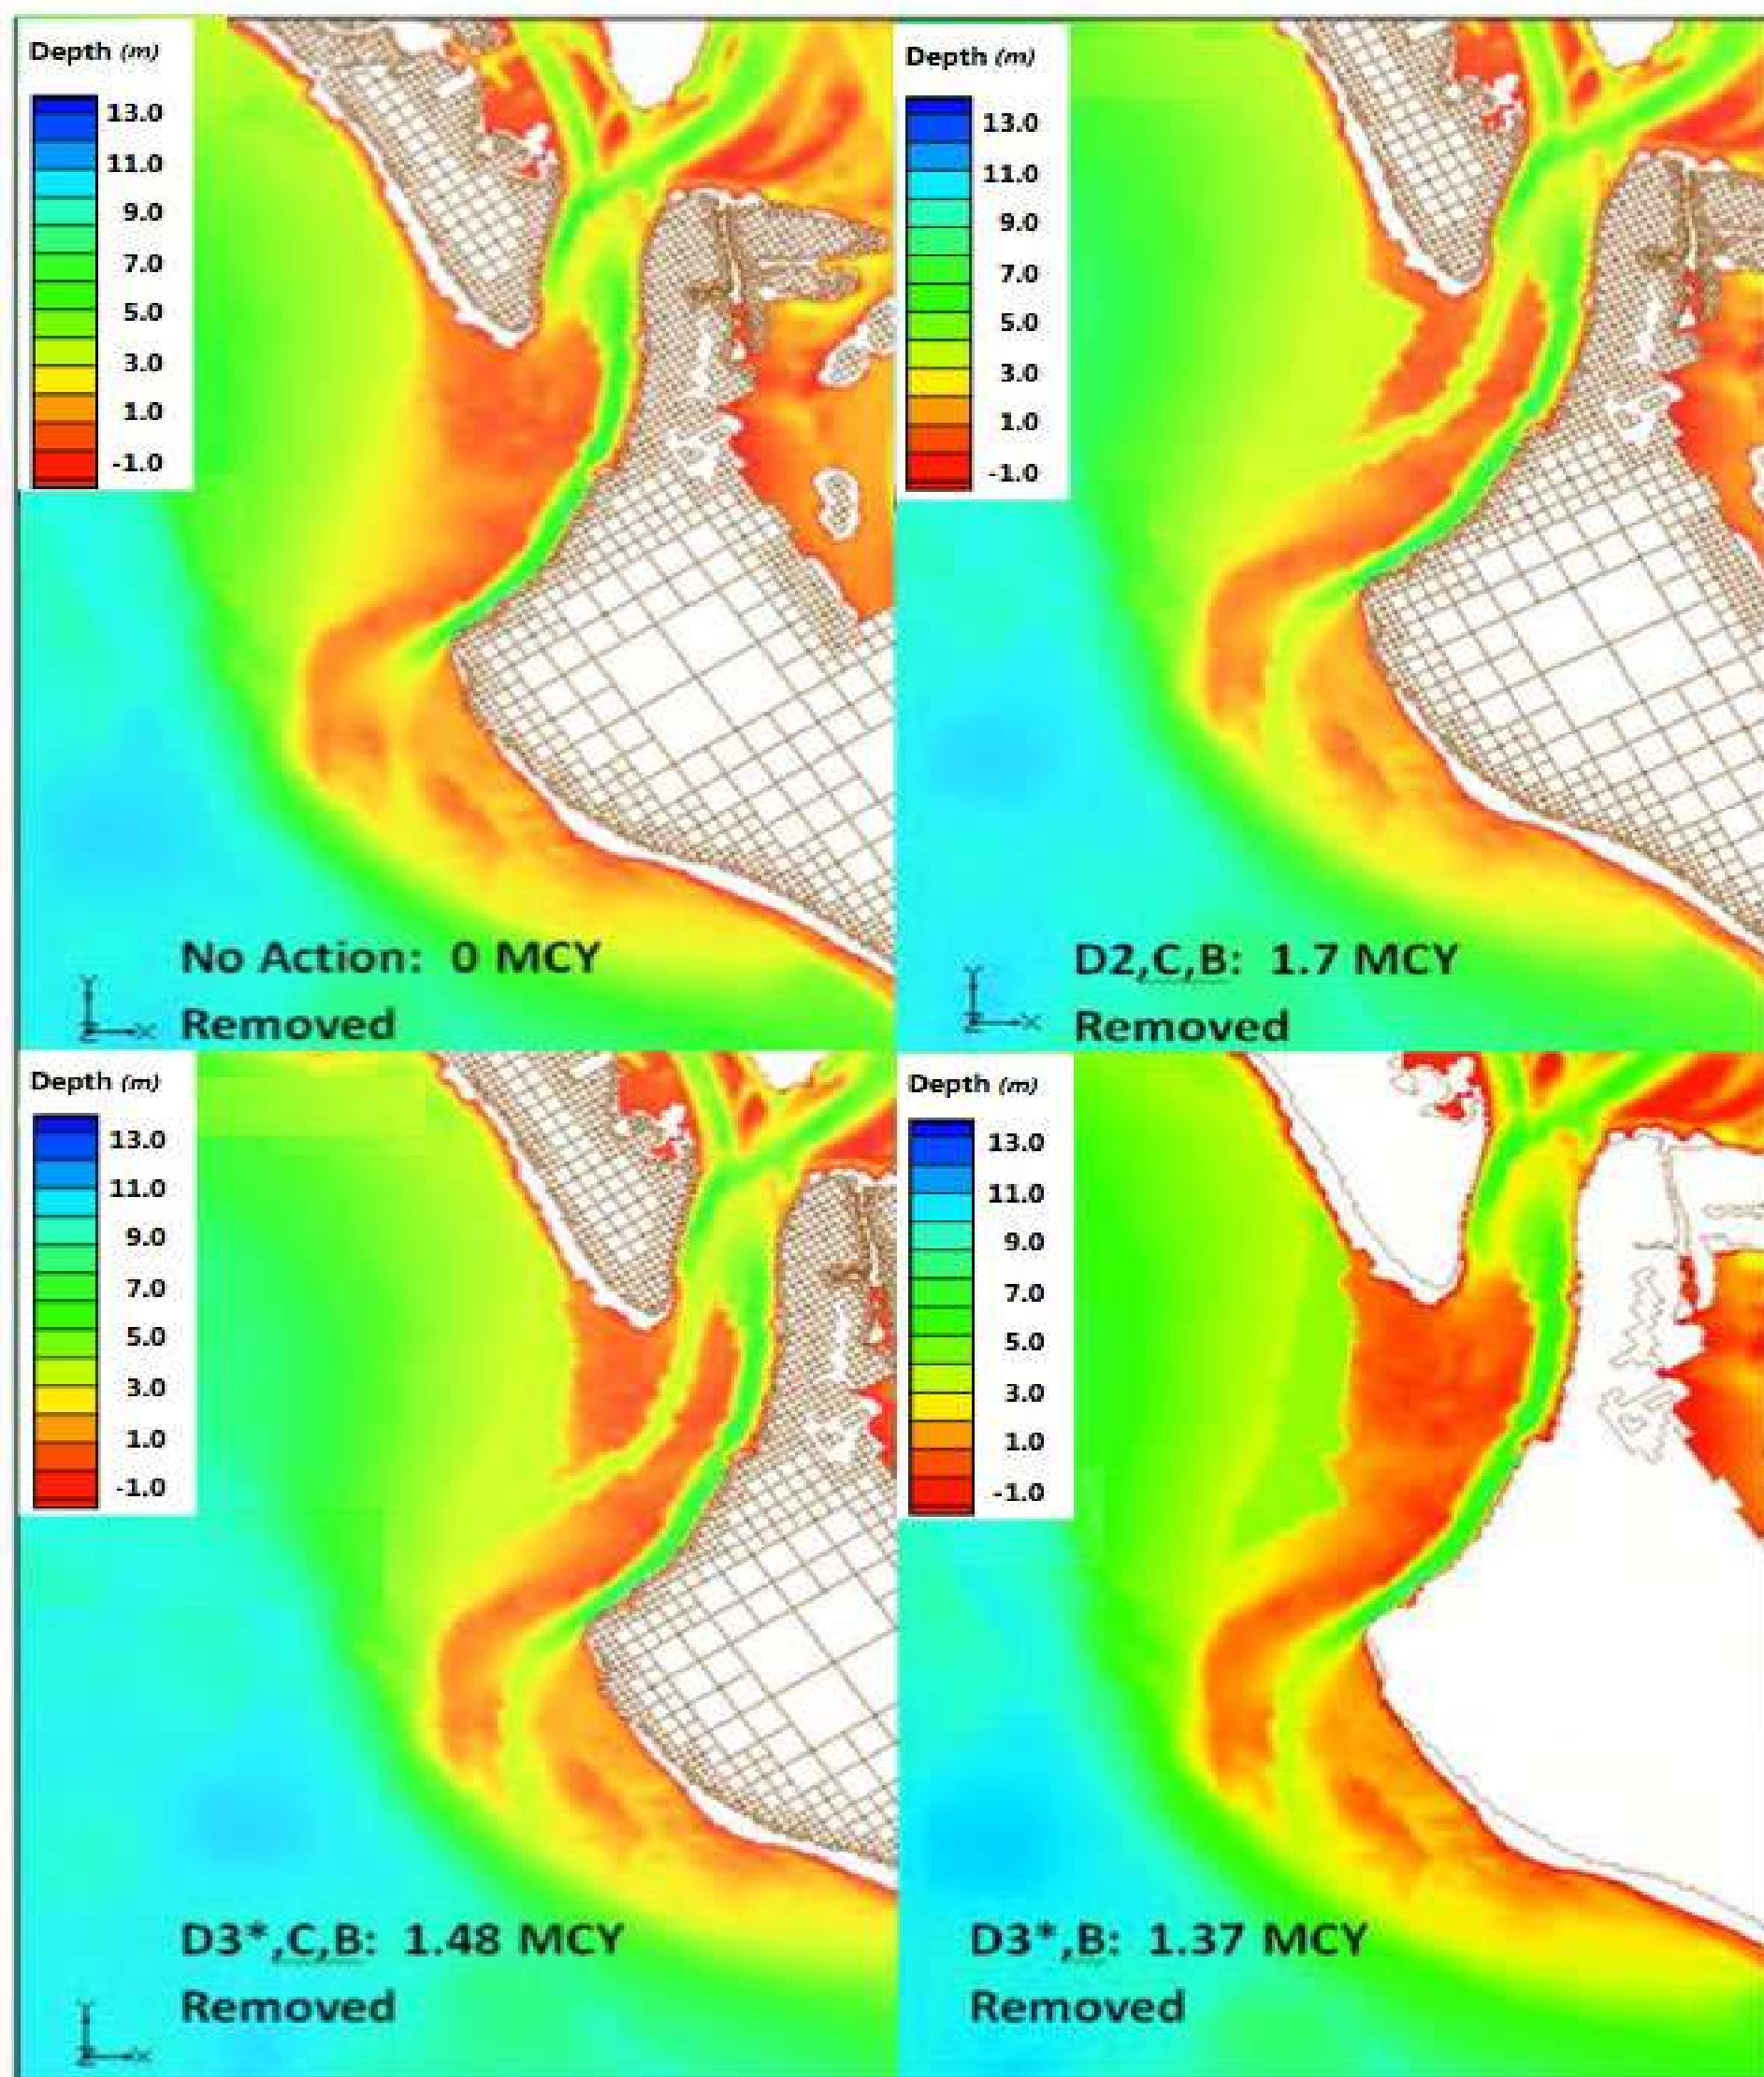 Depth (m)
13.0
11.0
9.0
7.0
5.0
3.0
1.0
-1.0
No Action: 0 MCY
Removed
Y
Z X
Depth (m)
13.0
11.0
9.0
7.0
5.0
3.0
1.0
-1.0
D2,C,B: 1.7 MCY
Removed
Y
Z X
Depth (m)
13.0
11.0
9.0
7.0
5.0
3.0
1.0
-1.0
D3*,C,B: 1.48 MCY
Removed
Y
Z X
Depth (m)
13.0
11.0
9.0
7.0
5.0
3.0
1.0
-1.0
D3*,B: 1.37 MCY
Removed